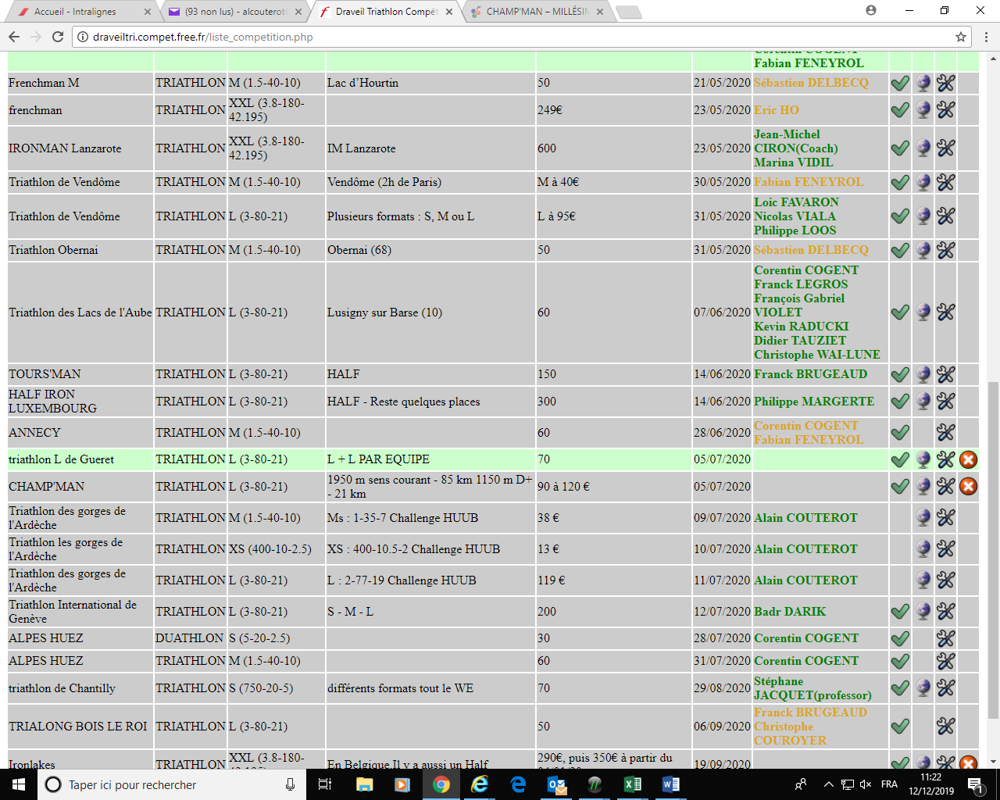 Accueil - Intralignes
(93 non lus) - alcouterot
Draveil Triathlon Compét
CHAMP'MAN – MILLÉSIN
draveiltri.compet.free.fr/liste_competition.php
Corentin COGENT
Fabian FENEYROL
Frenchman M TRIATHLON M (1.5-40-10) Lac d'Hourtin 50 21/05/2020 Sébastien DELBECQ
frenchman TRIATHLON XXL (3.8-180-
42.195) 249€ 23/05/2020 Eric HO
IRONMAN Lanzarote TRIATHLON XXL (3.8-180-
42.195) IM Lanzarote 600 23/05/2020 Jean-Michel
CIRON(Coach)
Marina VIDIL
Triathlon de Vendôme TRIATHLON M (1.5-40-10) Vendôme (2h de Paris) M à 40€ 30/05/2020 Fabian FENEYROL
Triathlon de Vendôme TRIATHLON L (3-80-21) Plusieurs formats : S, M ou L L à 95€ 31/05/2020 Loic FAVARON
Nicolas VIALA
Philippe LOOS
Triathlon Obernai TRIATHLON M (1.5-40-10) Obernai (68) 50 31/05/2020 Sébastien DELBECQ
Triathlon des Lacs de l'Aube TRIATHLON L (3-80-21) Lusigny sur Barse (10) 60 07/06/2020 Corentin COGENT
Franck LEGROS
François Gabriel
VIOLET
Kevin RADUCKI
Didier TAUZIET
Christophe WAI-LUNE
TOURS'MAN TRIATHLON L (3-80-21) HALF 150 14/06/2020 Franck BRUGEAUD
HALF IRON
LUXEMBOURG TRIATHLON L (3-80-21) HALF - Reste quelques places 300 14/06/2020 Philippe MARGERTE
ANNECY TRIATHLON M (1.5-40-10) 60 28/06/2020 Corentin COGENT
Fabian FENEYROL
triathlon L de Gueret TRIATHLON L (3-80-21) L + L PAR EQUIPE 70 05/07/2020
CHAMP'MAN TRIATHLON L (3-80-21) 1950 m sens courant - 85 km 1150 m D+
- 21 km 90 à 120 € 05/07/2020
Triathlon des gorges de
l'Ardèche TRIATHLON M (1.5-40-10) Ms : 1-35-7 Challenge HUUB 38 € 09/07/2020 Alain COUTEROT
Triathlon les gorges de
l'Ardèche TRIATHLON XS (400-10-2.5) XS : 400-10.5-2 Challenge HUUB 13 € 10/07/2020 Alain COUTEROT
Triathlon des gorges de
l'Ardèche TRIATHLON L (3-80-21) L : 2-77-19 Challenge HUUB 119 € 11/07/2020 Alain COUTEROT
Triathlon International de
Genève TRIATHLON L (3-80-21) S - M - L 200 12/07/2020 Badr DARIK
ALPES HUEZ DUATHLON S (5-20-2.5) 30 28/07/2020 Corentin COGENT
ALPES HUEZ TRIATHLON M (1.5-40-10) 60 31/07/2020 Corentin COGENT
triathlon de Chantilly TRIATHLON S (750-20-5) différents formats tout le WE 70 29/08/2020 Stéphane
JACQUET(professor)
TRIALONG BOIS LE ROI TRIATHLON L (3-80-21) 50 06/09/2020 Franck BRUGEAUD
Christophe
COUROYER
Ironlakes TRIATHLON XXL (3.8-180- En Belgique.Il y a aussi un Half 290€, puis 350€ à partir du 19/09/2020
Taper ici pour rechercher
FRA
11:22
12/12/2019
1